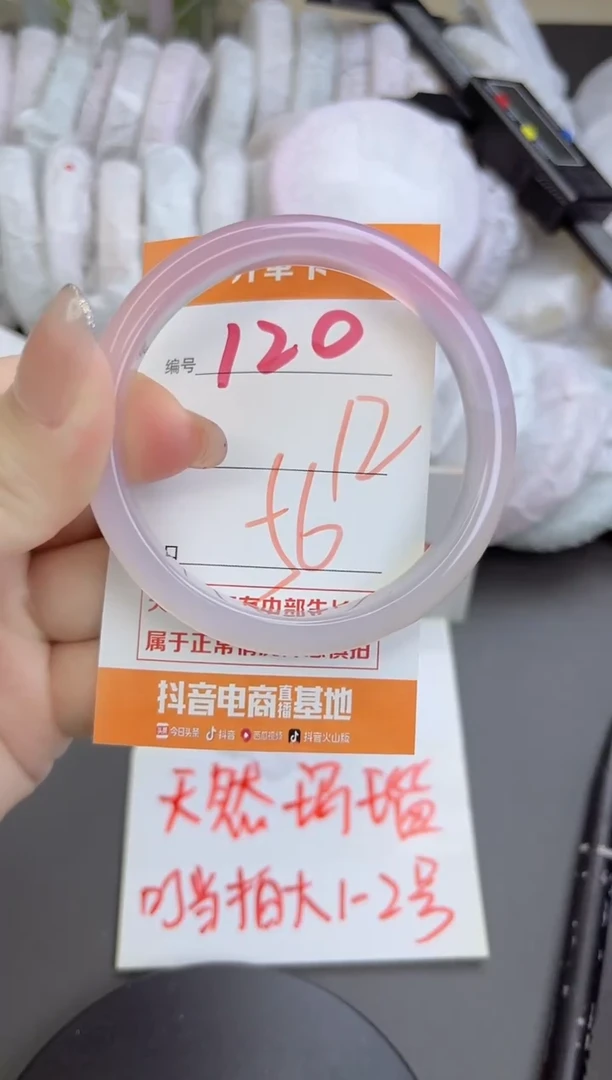 编号 120
12
56
属于正常
抖音电商直播基地
今日头条 抖音 西瓜视频 抖音火山版
天然玛瑙
叮当拍大1-2号